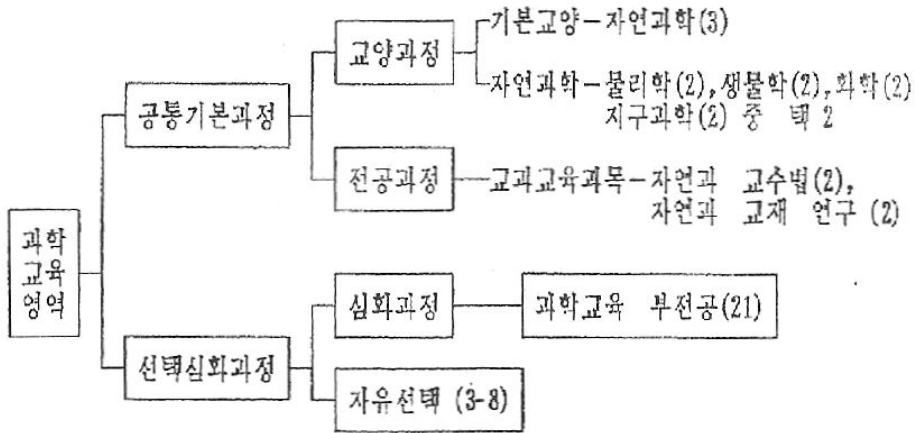 기본교양-자연과학(3)
교양과정
자연과학-물리학(2),생물학(2),화학(2)
지구과학(2) 중 택 2
공통기본과정
전공과정
교과교육과목-자연과 교수법(2),
자연과 교재 연구 (2)
과학
교육
영역
심화과정
과학교육 부전공(21)
선택심화과정
자유선택 (3-8)